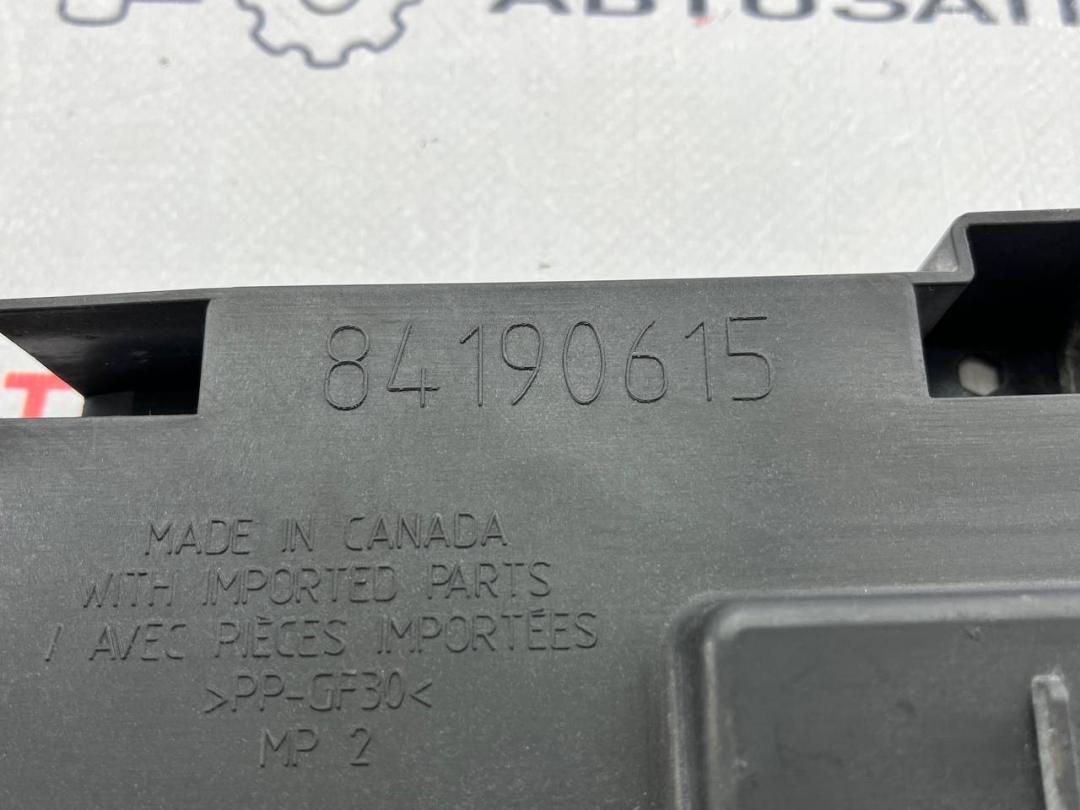 84190615
MADE IN CANADA
WITH IMPORTED PARTS
/ AVEC PIÈCES IMPORTÉES
>PP-GF30<
MP 2